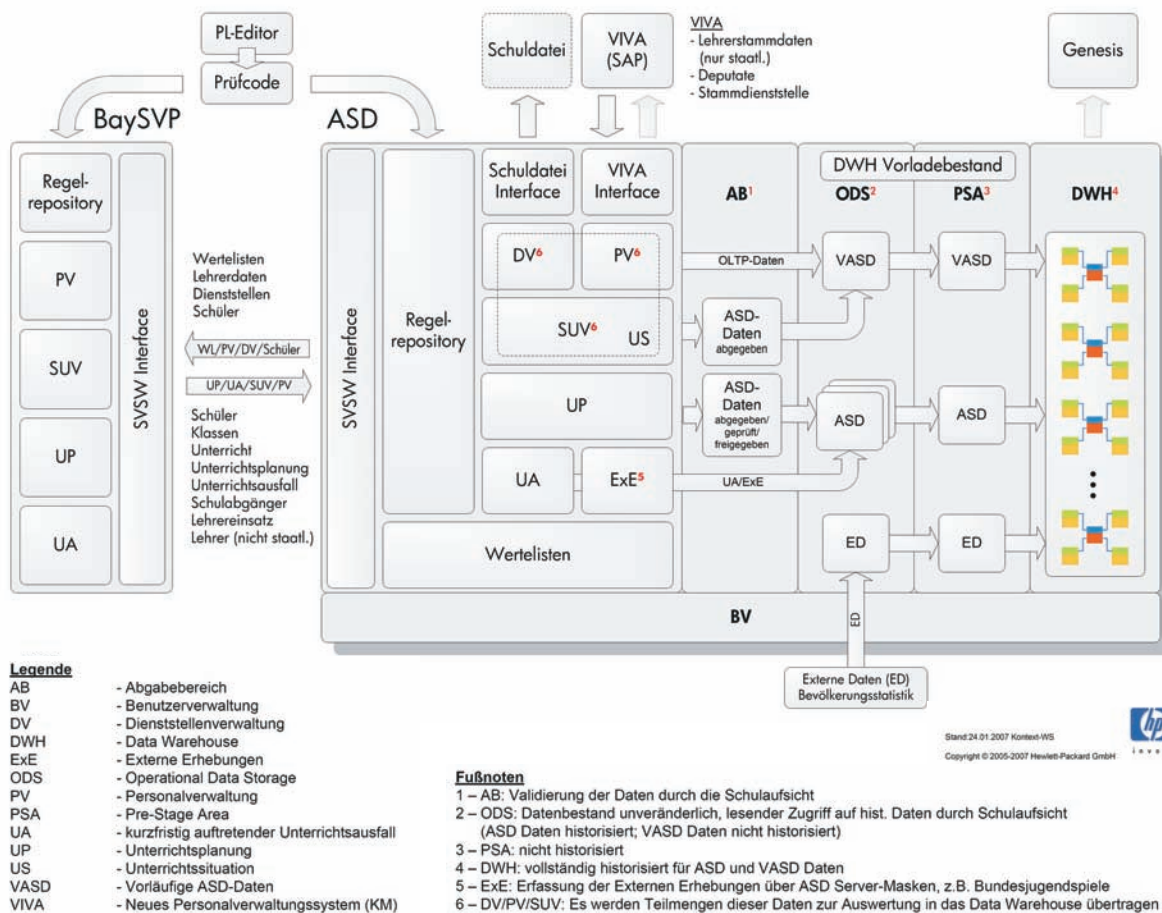 PL-Editor
Prüfcode
BaySVP
ASD
Schuldatei
VIVA
(SAP)
VIVA
- Lehrerstammdaten
(nur staatl.)
- Deputate
- Stammdienststelle
Genesis
Regel-
repository
PV
SUV
UP
UA
SVSW Interface
Wertelisten
Lehrerdaten
Dienststellen
Schüler
WL/PV/DV/Schüler
UP/UA/SUV/PV
Schüler
Klassen
Unterricht
Unterrichtsplanung
Unterrichtsausfall
Schulabgänger
Lehrereinsatz
Lehrer (nicht staatl.)
SVSW Interface
Regel-
repository
Schuldatei
Interface
VIVA
Interface
DV6
PV6
SUV6
US
UP
UA
ExE5
Wertelisten
AB1
DWH Vorladebestand
ODS2
PSA3
DWH4
OLTP-Daten
VASD
VASD
ASD-
Daten
abgegeben
ASD-
Daten
abgegeben/
geprüft/
freigegeben
ASD
ASD
UA/ExE
ED
ED
BV
ED
Externe Daten (ED)
Bevölkerungsstatistik
Legende
AB - Abgabebereich
BV - Benutzerverwaltung
DV - Dienststellenverwaltung
DWH - Data Warehouse
ExE - Externe Erhebungen
ODS - Operational Data Storage
PV - Personalverwaltung
PSA - Pre-Stage Area
UA - kurzfristig auftretender Unterrichtsausfall
UP - Unterrichtsplanung
US - Unterrichtssituation
VASD - Vorläufige ASD-Daten
VIVA - Neues Personalverwaltungssystem (KM)
Stand:24.01.2007 Kontext-WS
Copyright © 2005-2007 Hewlett-Packard GmbH
hp
Fußnoten
1 – AB: Validierung der Daten durch die Schulaufsicht
2 – ODS: Datenbestand unveränderlich, lesender Zugriff auf hist. Daten durch Schulaufsicht
(ASD Daten historisiert; VASD Daten nicht historisiert)
3 – PSA: nicht historisiert
4 – DWH: vollständig historisiert für ASD und VASD Daten
5 – ExE: Erfassung der Externen Erhebungen über ASD Server-Masken, z.B. Bundesjugendspiele
6 – DV/PV/SUV: Es werden Teilmengen dieser Daten zur Auswertung in das Data Warehouse übertragen